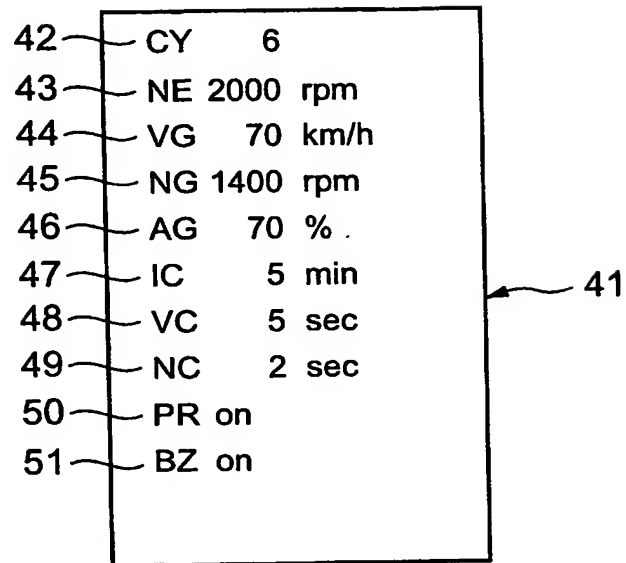 42 CY 6
43 NE 2000 rpm
44 VG 70 km/h
45 NG 1400 rpm
46 AG 70 % .
47 IC 5 min
41
48 VC 5 sec
49 NC 2 sec
50 PR on
51 BZ on